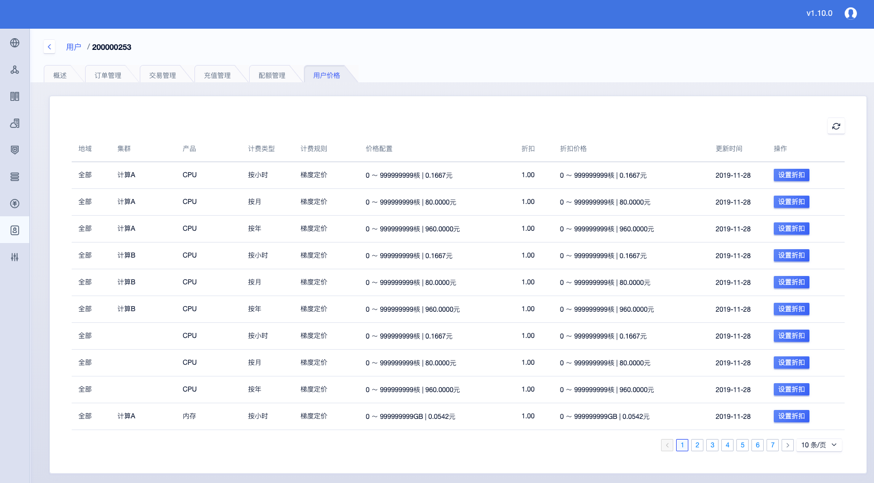 v1.10.0
用户 / 200000253
概述 订单管理 交易管理 充值管理 配额管理 用户价格
地域 集群 产品 计费类型 计费规则 价格配置 折扣 折扣价格 更新时间 操作
全部 计算A CPU 按小时 梯度定价 0 ~ 999999999核 | 0.1667元 1.00 0 ~ 999999999核 | 0.1667元 2019-11-28 设置折扣
全部 计算A CPU 按月 梯度定价 0 ~ 999999999核 | 80.0000元 1.00 0 ~ 999999999核 | 80.0000元 2019-11-28 设置折扣
全部 计算A CPU 按年 梯度定价 0 ~ 999999999核 | 960.0000元 1.00 0 ~ 999999999核 | 960.0000元 2019-11-28 设置折扣
全部 计算B CPU 按小时 梯度定价 0 ~ 999999999核 | 0.1667元 1.00 0 ~ 999999999核 | 0.1667元 2019-11-28 设置折扣
全部 计算B CPU 按月 梯度定价 0 ~ 999999999核 | 80.0000元 1.00 0 ~ 999999999核 | 80.0000元 2019-11-28 设置折扣
全部 计算B CPU 按年 梯度定价 0 ~ 999999999核 | 960.0000元 1.00 0 ~ 999999999核 | 960.0000元 2019-11-28 设置折扣
全部 CPU 按小时 梯度定价 0 ~ 999999999核 | 0.1667元 1.00 0 ~ 999999999核 | 0.1667元 2019-11-28 设置折扣
全部 CPU 按月 梯度定价 0 ~ 999999999核 | 80.0000元 1.00 0 ~ 999999999核 | 80.0000元 2019-11-28 设置折扣
全部 CPU 按年 梯度定价 0 ~ 999999999核 | 960.0000元 1.00 0 ~ 999999999核 | 960.0000元 2019-11-28 设置折扣
全部 计算A 内存 按小时 梯度定价 0 ~ 999999999GB | 0.0542元 1.00 0 ~ 999999999GB | 0.0542元 2019-11-28 设置折扣
1 2 3 4 5 6 7 10 条/页